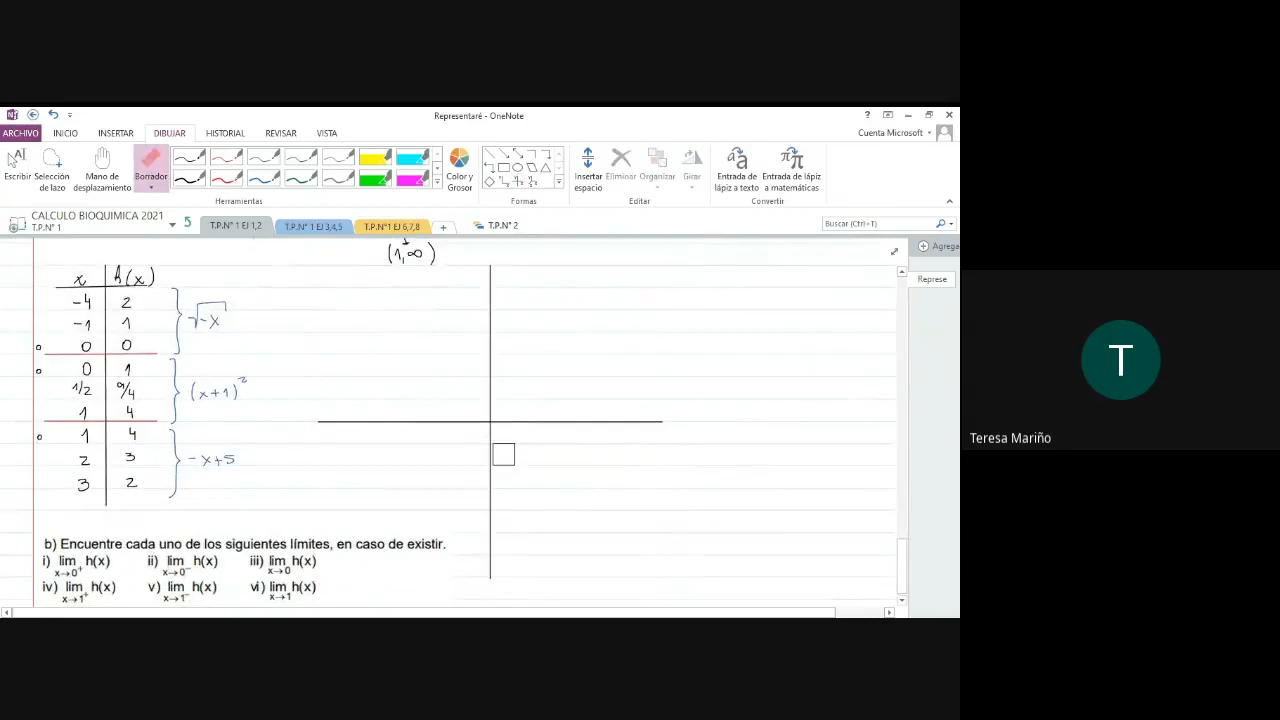 Representaré - OneNote
?
ARCHIVO INICIO INSERTAR DIBUJAR HISTORIAL REVISAR VISTA
Cuenta Microsoft
Escribir
Selección de lazo
Mano de desplazamiento
Borrador
Color y Grosor
Insertar espacio
Eliminar
Organizar
Girar
Entrada de lápiz a texto
Entrada de lápiz a matemáticas
Herramientas
Formas
Editar
Convertir
CALCULO BIOQUIMICA 2021
T.P.N° 1
T.P.N° 1 EJ 1,2
T.P.N° 1 EJ 3,4,5
T.P.N°1 EJ 6,7,8
+
T.P.N° 2
Buscar (Ctrl+T)
Agrega
Represe
(1,∞)
x h(x)
-4 2
-1 1
0 0
√-x
0 1
1/2 9/4
1 4
(x+1)²
1 4
2 3
3 2
-x+5
b) Encuentre cada uno de los siguientes límites, en caso de existir.
i) lim x→0⁺ h(x) ii) lim x→0⁻ h(x) iii) lim x→0 h(x)
iv) lim x→1⁺ h(x) v) lim x→1⁻ h(x) vi) lim x→1 h(x)
T
Teresa Mariño